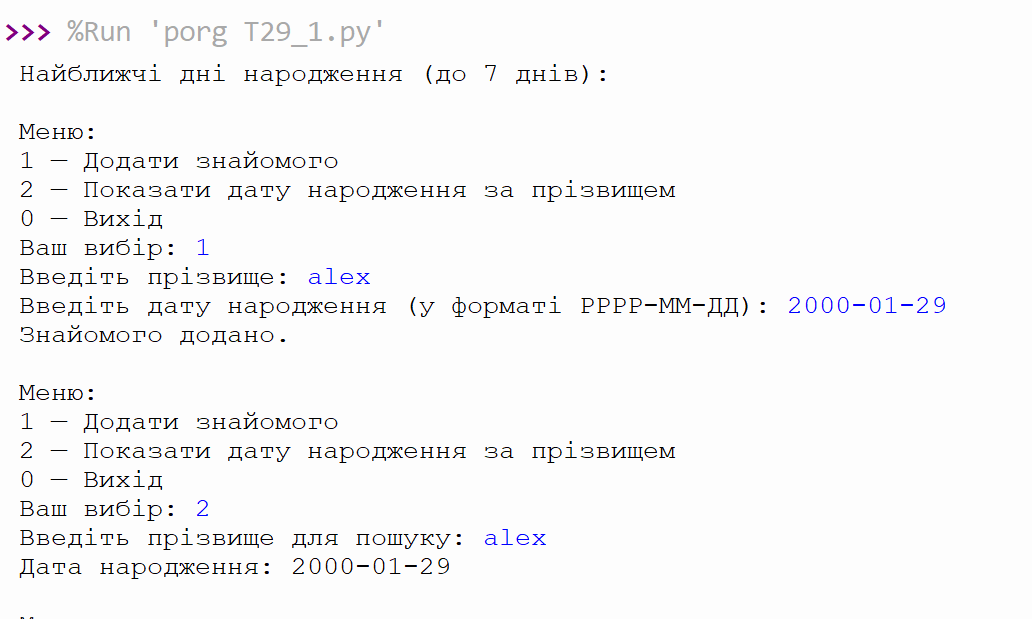 >>> %Run 'porg T29_1.py'
Найближчі дні народження (до 7 днів):
Меню:
1 — Додати знайомого
2 — Показати дату народження за прізвищем
0 — Вихід
Ваш вибір: 1
Введіть прізвище: alex
Введіть дату народження (у форматі РРРР-ММ-ДД): 2000-01-29
Знайомого додано.
Меню:
1 — Додати знайомого
2 — Показати дату народження за прізвищем
0 — Вихід
Ваш вибір: 2
Введіть прізвище для пошуку: alex
Дата народження: 2000-01-29